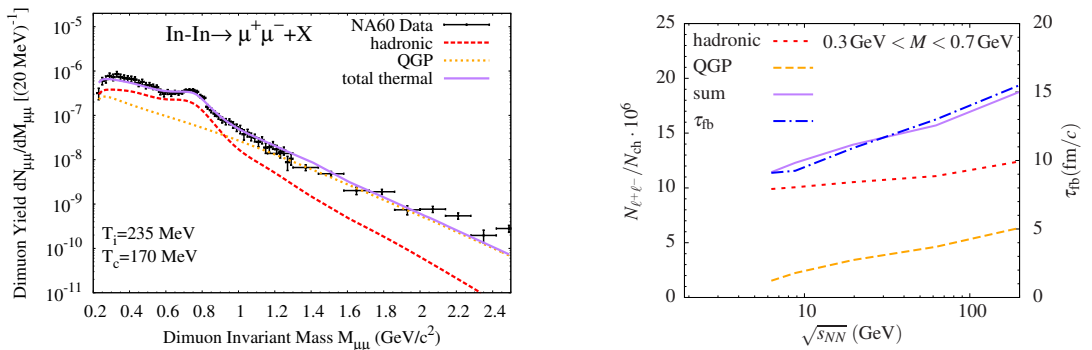 In-In→ μ⁺μ⁻+X
NA60 Data
hadronic
QGP
total thermal
Dimuon Yield dN_μμ/dM_μμ [(20 MeV)⁻¹]
10⁻⁵
10⁻⁶
10⁻⁷
10⁻⁸
10⁻⁹
10⁻¹⁰
10⁻¹¹
T_i=235 MeV
T_c=170 MeV
0.2 0.4 0.6 0.8 1 1.2 1.4 1.6 1.8 2 2.2 2.4
Dimuon Invariant Mass M_μμ (GeV/c²)
hadronic
QGP
sum
τ_fb
0.3 GeV < M < 0.7 GeV
N_ℓ⁺ℓ⁻/N_ch · 10⁶
25
20
15
10
5
0
20
15
10
5
0
τ_fb (fm/c)
10 100
√s_NN (GeV)